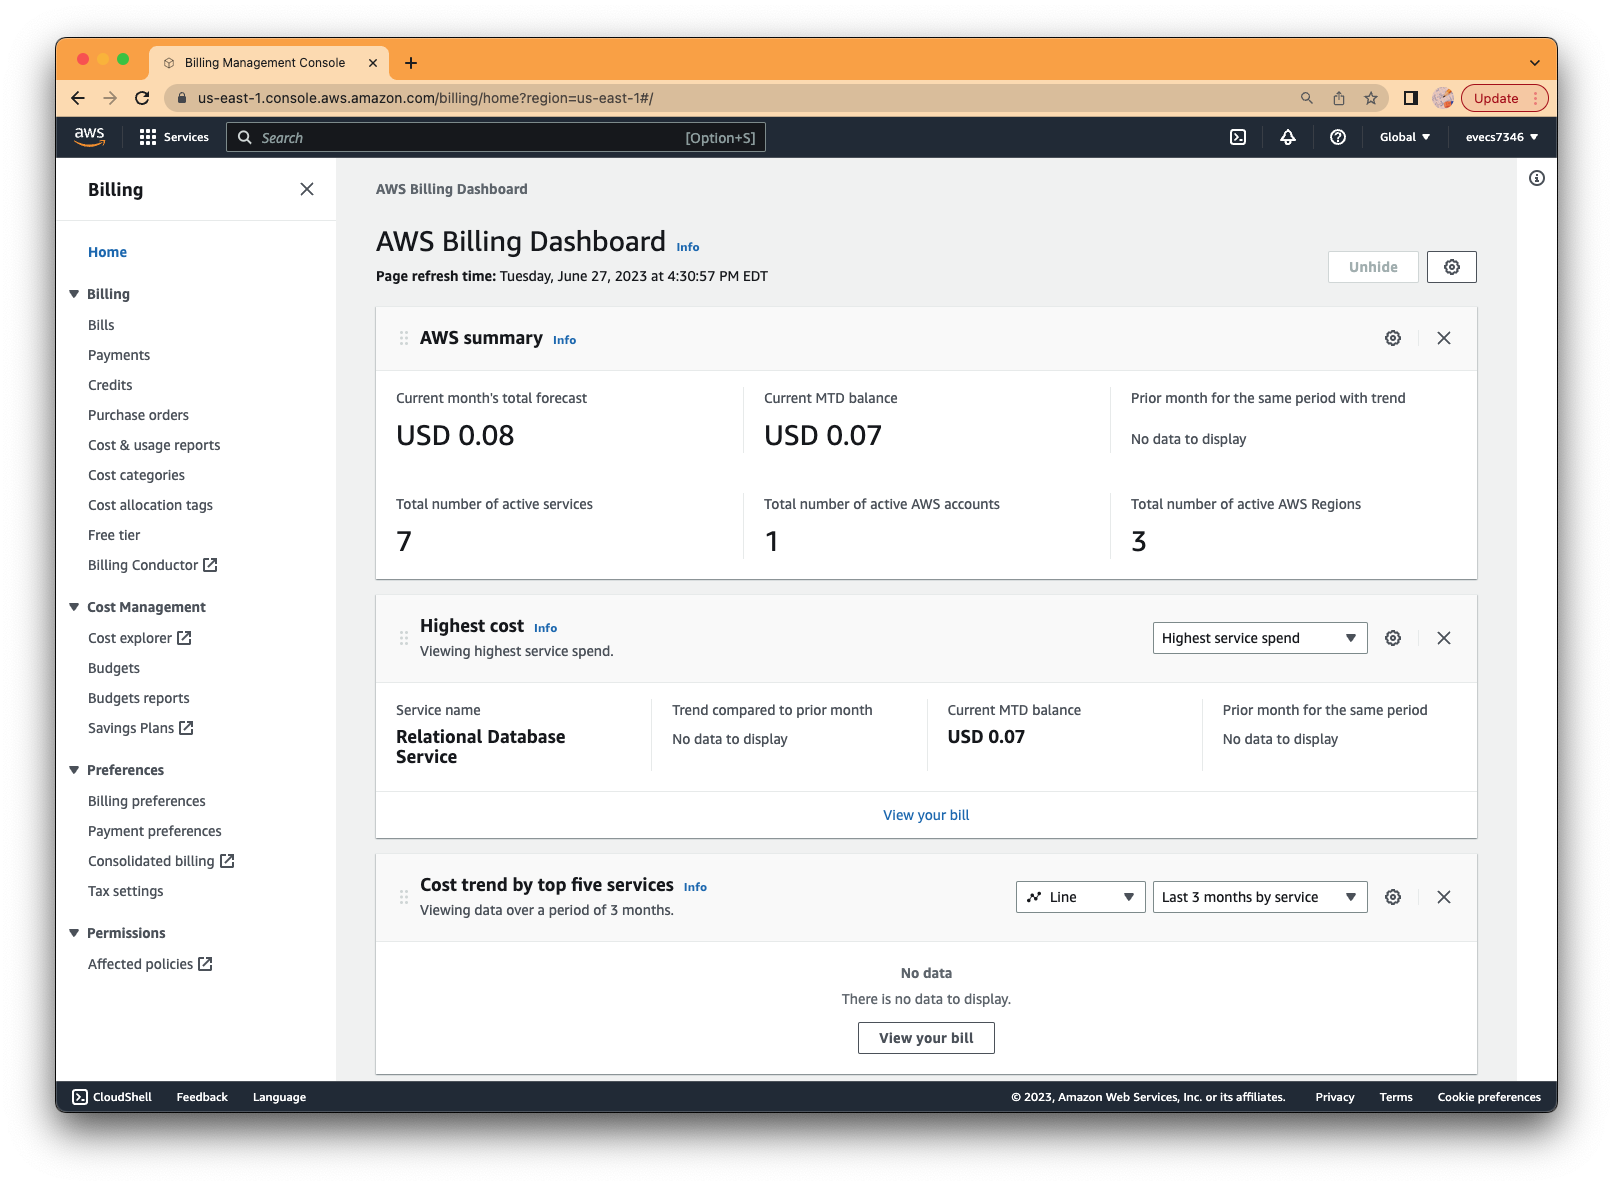 Billing Management Console
us-east-1.console.aws.amazon.com/billing/home?region=us-east-1#/
Update
aws
Services
Search
[Option+S]
Global
evecs7346
Billing
Home
Billing
Bills
Payments
Credits
Purchase orders
Cost & usage reports
Cost categories
Cost allocation tags
Free tier
Billing Conductor
Cost Management
Cost explorer
Budgets
Budgets reports
Savings Plans
Preferences
Billing preferences
Payment preferences
Consolidated billing
Tax settings
Permissions
Affected policies
AWS Billing Dashboard
AWS Billing Dashboard Info
Page refresh time: Tuesday, June 27, 2023 at 4:30:57 PM EDT
Unhide
AWS summary Info
Current month's total forecast
USD 0.08
Current MTD balance
USD 0.07
Prior month for the same period with trend
No data to display
Total number of active services
7
Total number of active AWS accounts
1
Total number of active AWS Regions
3
Highest cost Info
Viewing highest service spend.
Highest service spend
Service name
Relational Database
Service
Trend compared to prior month
No data to display
Current MTD balance
USD 0.07
Prior month for the same period
No data to display
View your bill
Cost trend by top five services Info
Viewing data over a period of 3 months.
Line
Last 3 months by service
No data
There is no data to display.
View your bill
CloudShell
Feedback
Language
© 2023, Amazon Web Services, Inc. or its affiliates.
Privacy
Terms
Cookie preferences